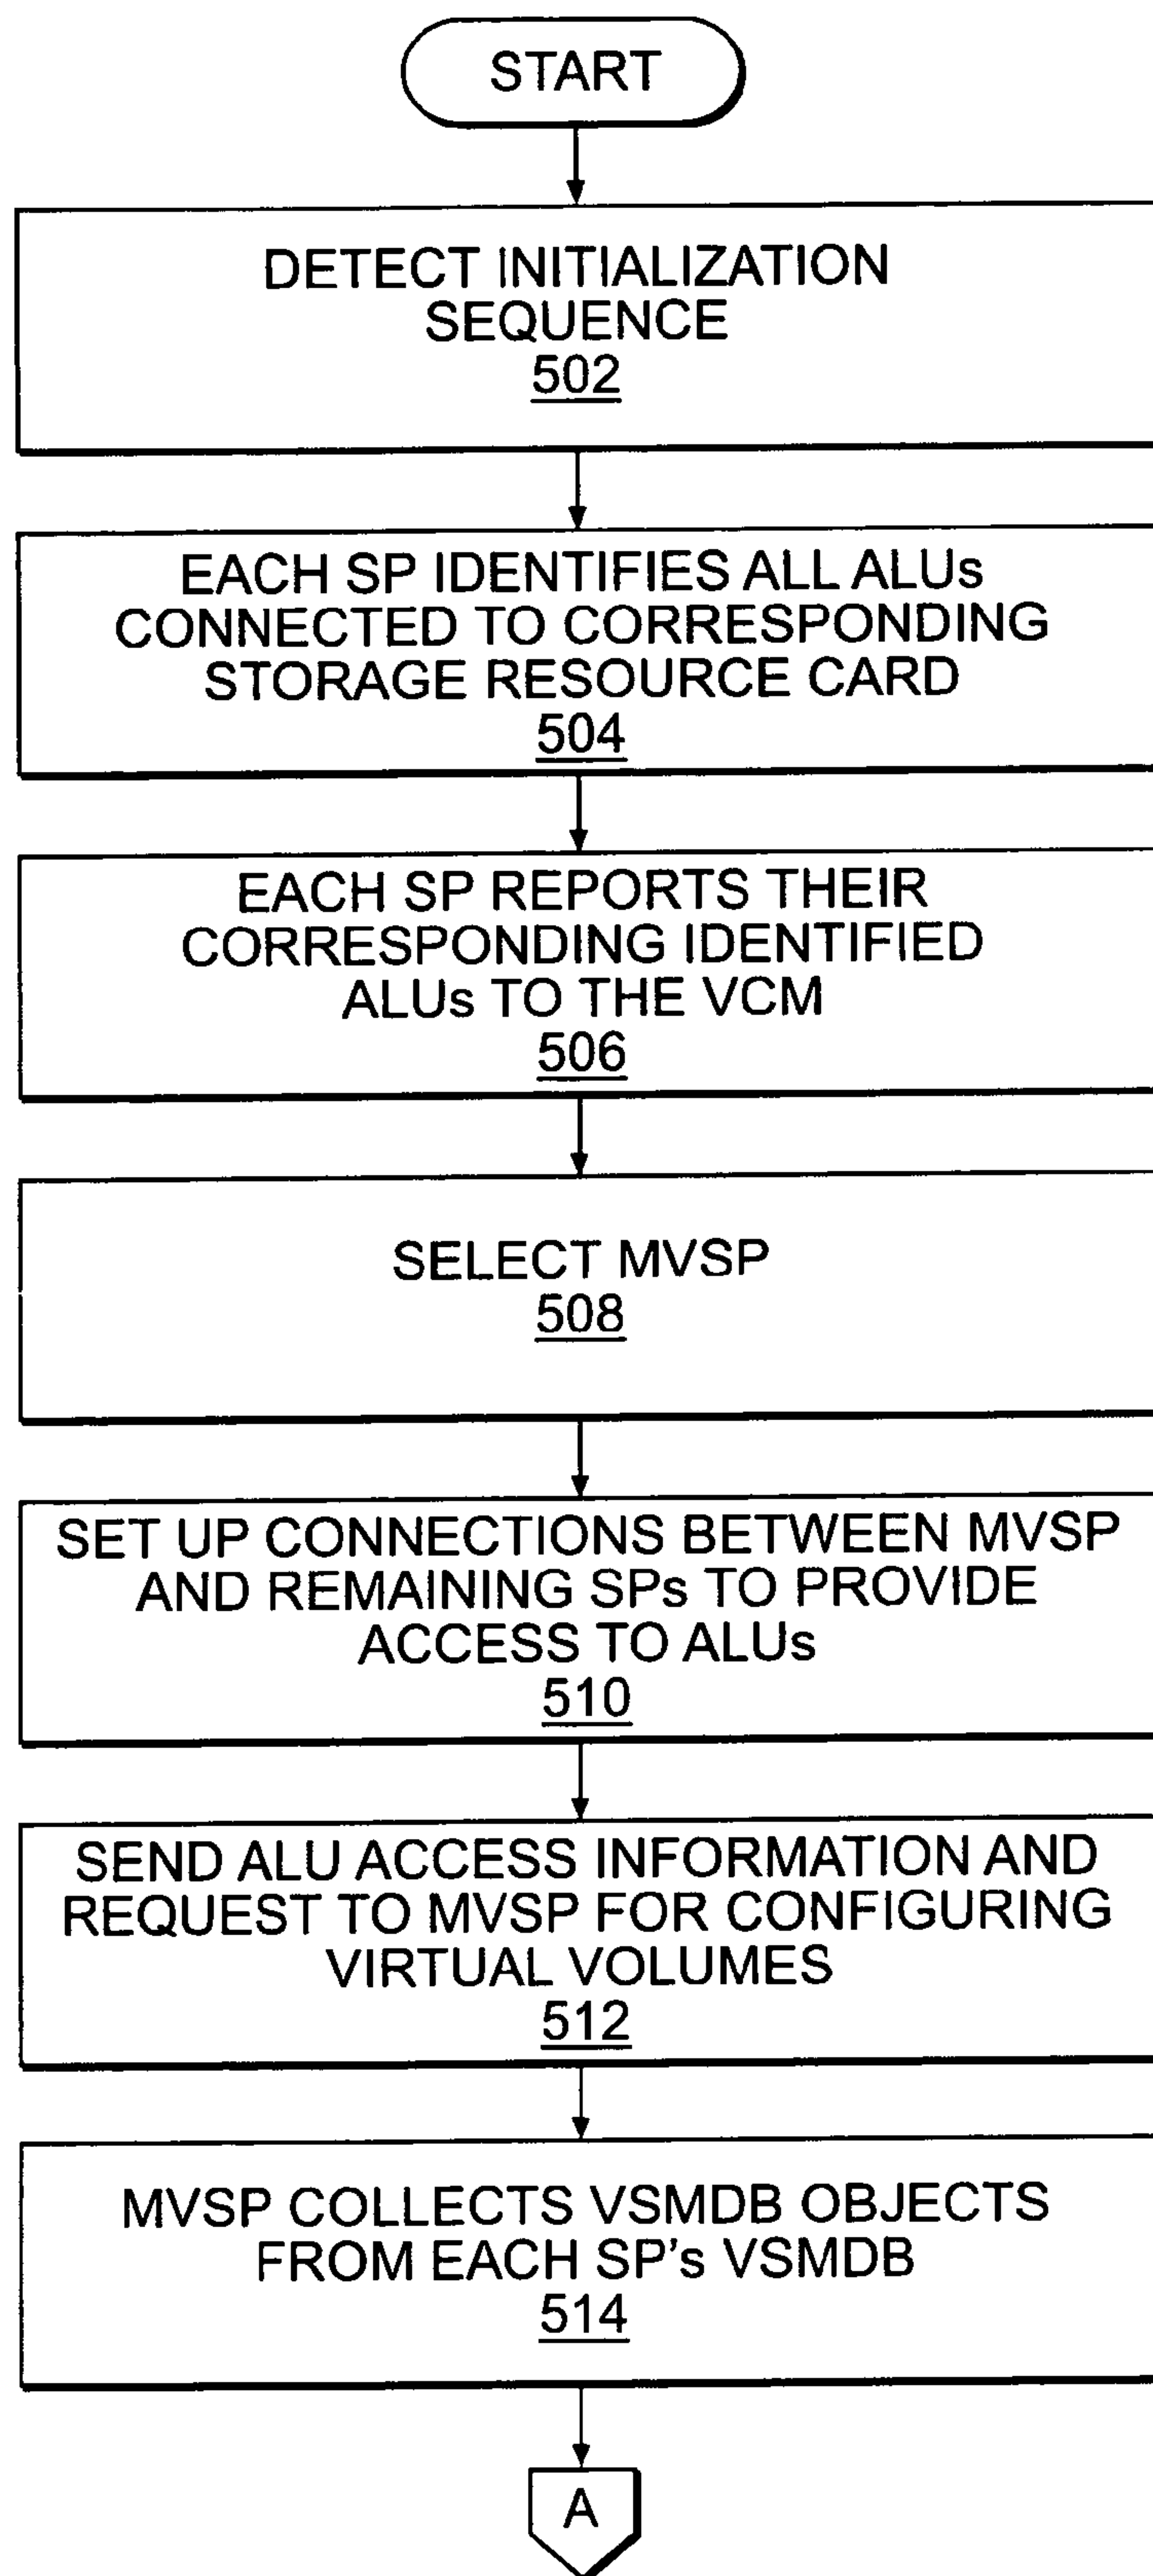 START
DETECT INITIALIZATION
SEQUENCE
502
EACH SP IDENTIFIES ALL ALUs
CONNECTED TO CORRESPONDING
STORAGE RESOURCE CARD
504
EACH SP REPORTS THEIR
CORRESPONDING IDENTIFIED
ALUs TO THE VCM
506
SELECT MVSP
508
SET UP CONNECTIONS BETWEEN MVSP
AND REMAINING SPs TO PROVIDE
ACCESS TO ALUs
510
SEND ALU ACCESS INFORMATION AND
REQUEST TO MVSP FOR CONFIGURING
VIRTUAL VOLUMES
512
MVSP COLLECTS VSMDB OBJECTS
FROM EACH SP's VSMDB
514
A